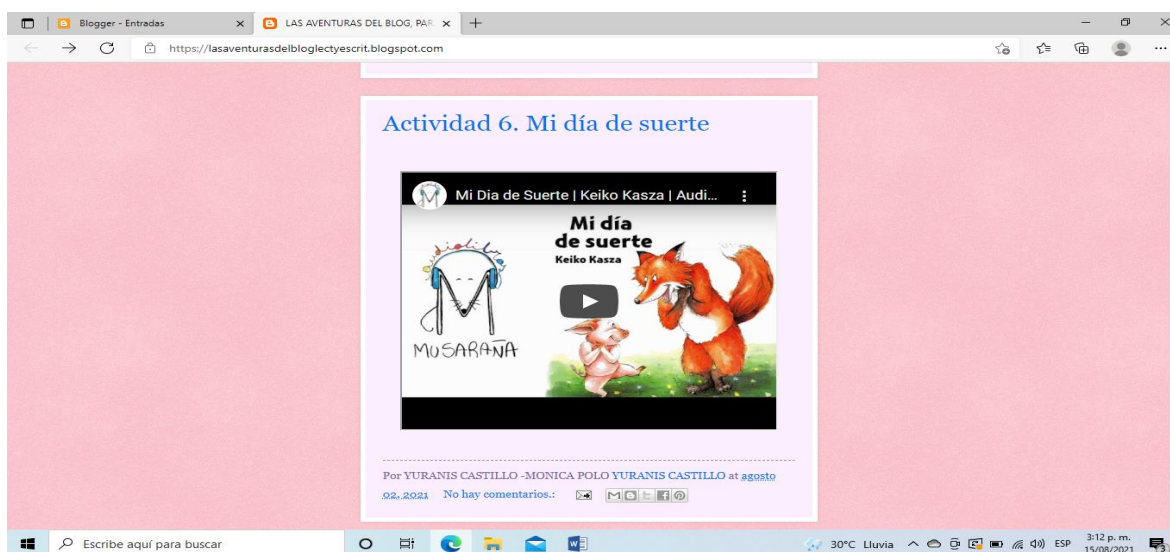 Blogger - Entradas
LAS AVENTURAS DEL BLOG, PAR
https://lasaventurasdelbloglectyescrit.blogspot.com
Actividad 6. Mi día de suerte
Mi Dia de Suerte | Keiko Kasza | Audi...
Mi día
de suerte
Keiko Kasza
MUSARAÑA
Por YURANIS CASTILLO -MONICA POLO YURANIS CASTILLO at agosto
02, 2021 No hay comentarios.:
Escribe aquí para buscar
30°C Lluvia
ESP
3:12 p. m.
15/08/2021